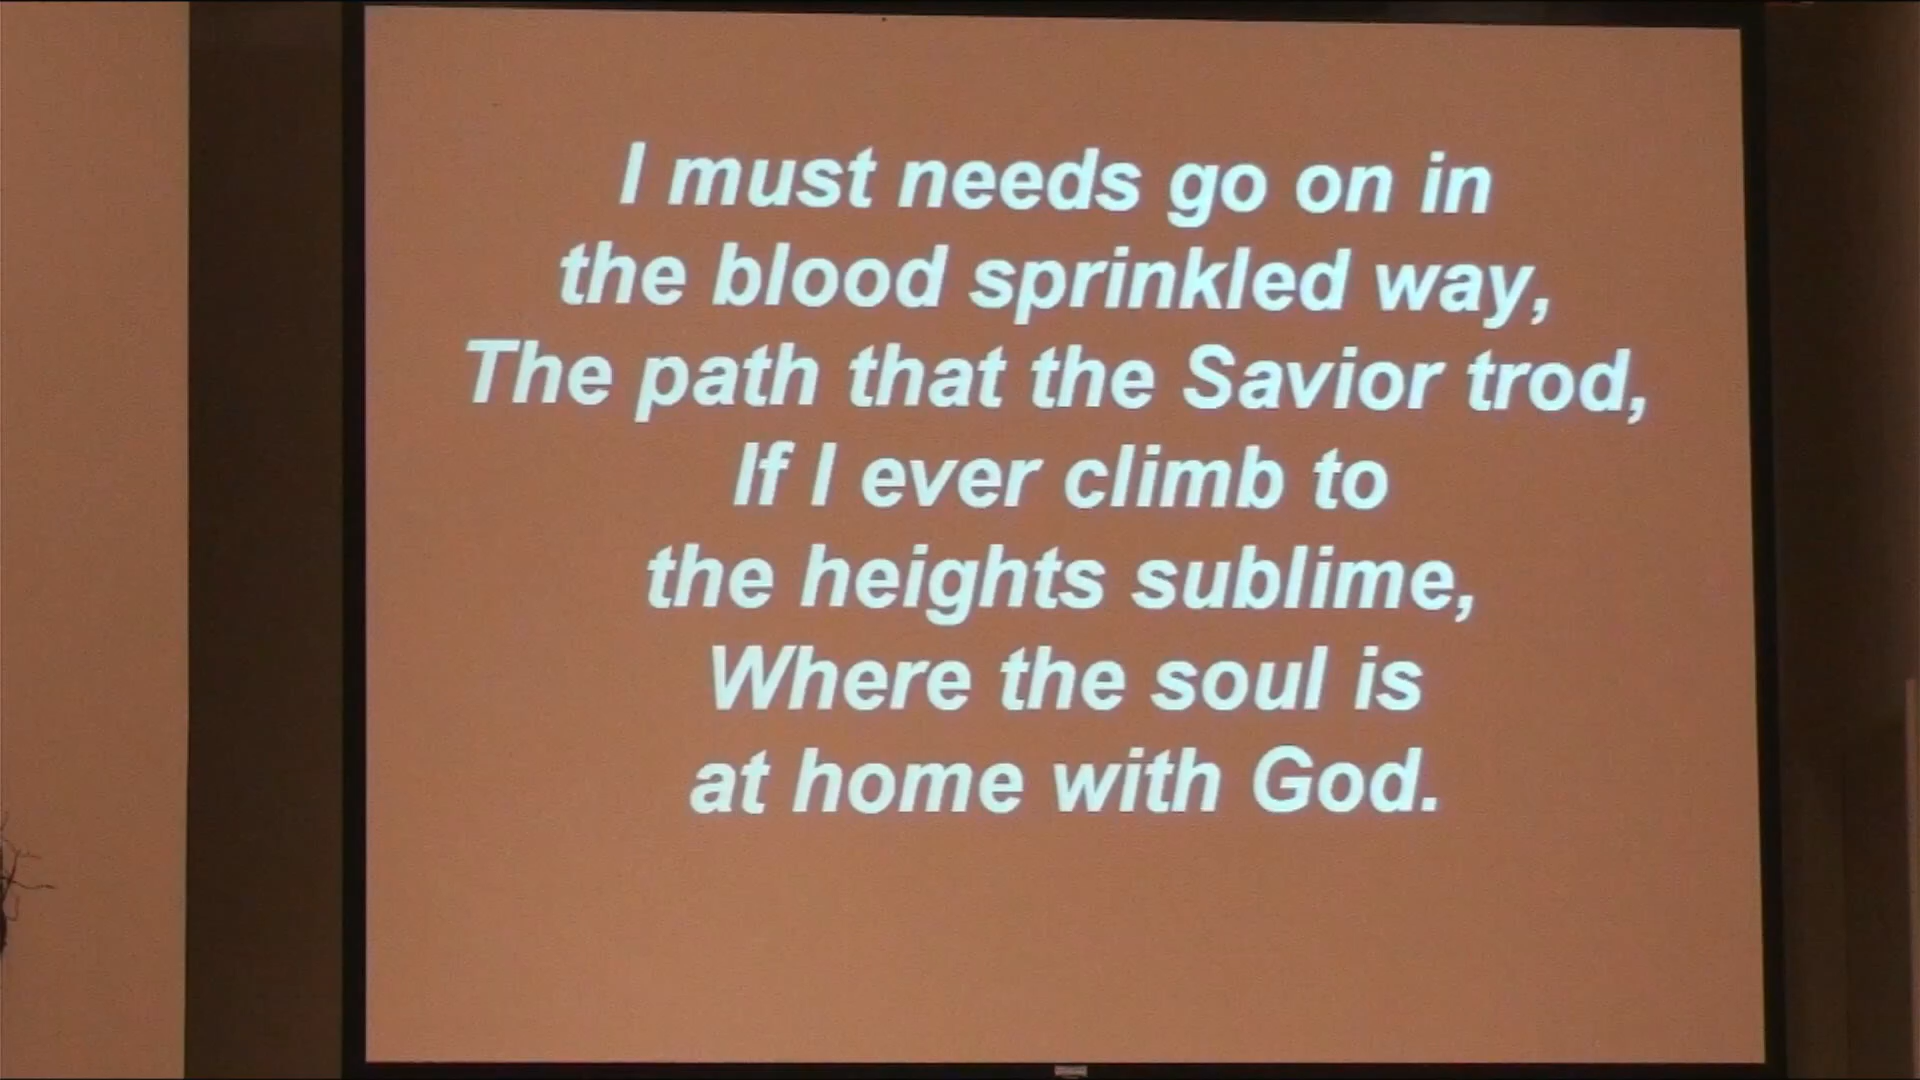 I must needs go on in
the blood sprinkled way,
The path that the Savior trod,
If I ever climb to
the heights sublime,
Where the soul is
at home with God.